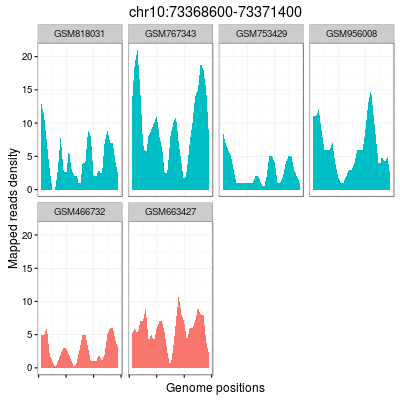 chr10:73368600-73371400
GSM818031 GSM767343 GSM753429 GSM956008
20
15
10
5
0
Mapped reads density
GSM466732 GSM663427
20
15
10
5
0
Genome positions